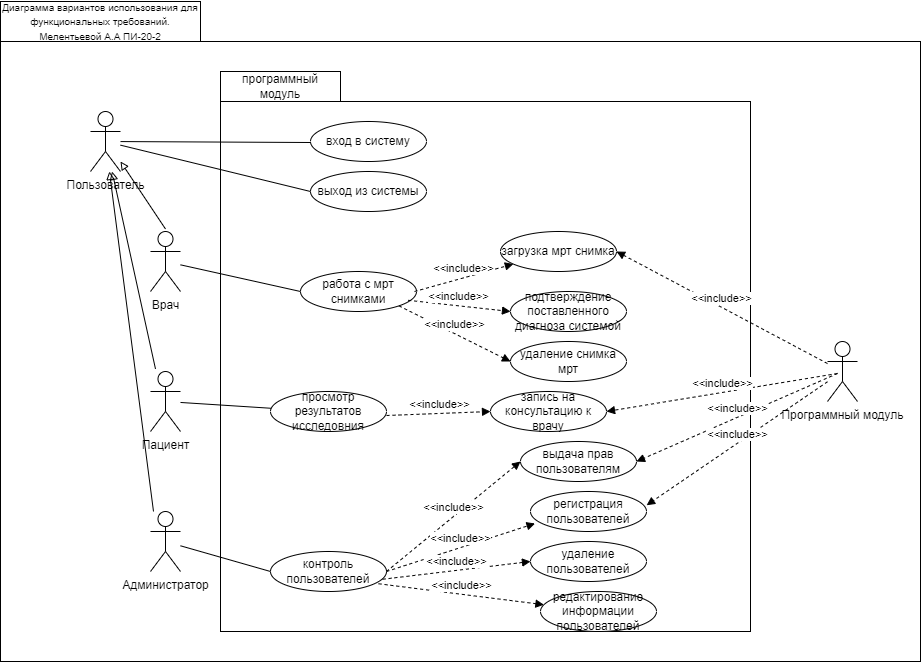 Диаграмма вариантов использования для
функциональных требований.
Мелентьевой А.А ПИ-20-2
программный
модуль
вход в систему
Пользователь
выход из системы
загрузка мрт снимка
<<include>>
Врач
работа с мрт
снимками
<<include>>
<<include>>
подтверждение
поставленного
диагноза системой
<<include>>
удаление снимка
мрт
<<include>>
просмотр
результатов
исследовния
<<include>>
запись на
консультацию к
врачу
<<include>>
<<include>>
Программный модуль
Пациент
<<include>>
выдача прав
пользователям
<<include>>
регистрация
пользователей
<<include>>
Администратор
контроль
пользователей
<<include>>
удаление
пользователей
<<include>>
редактирование
информации
пользователей